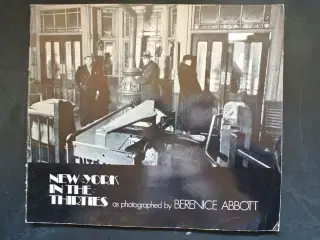 NEW YORK
IN THE
THIRTIES as photographed by BERENICE ABBOTT